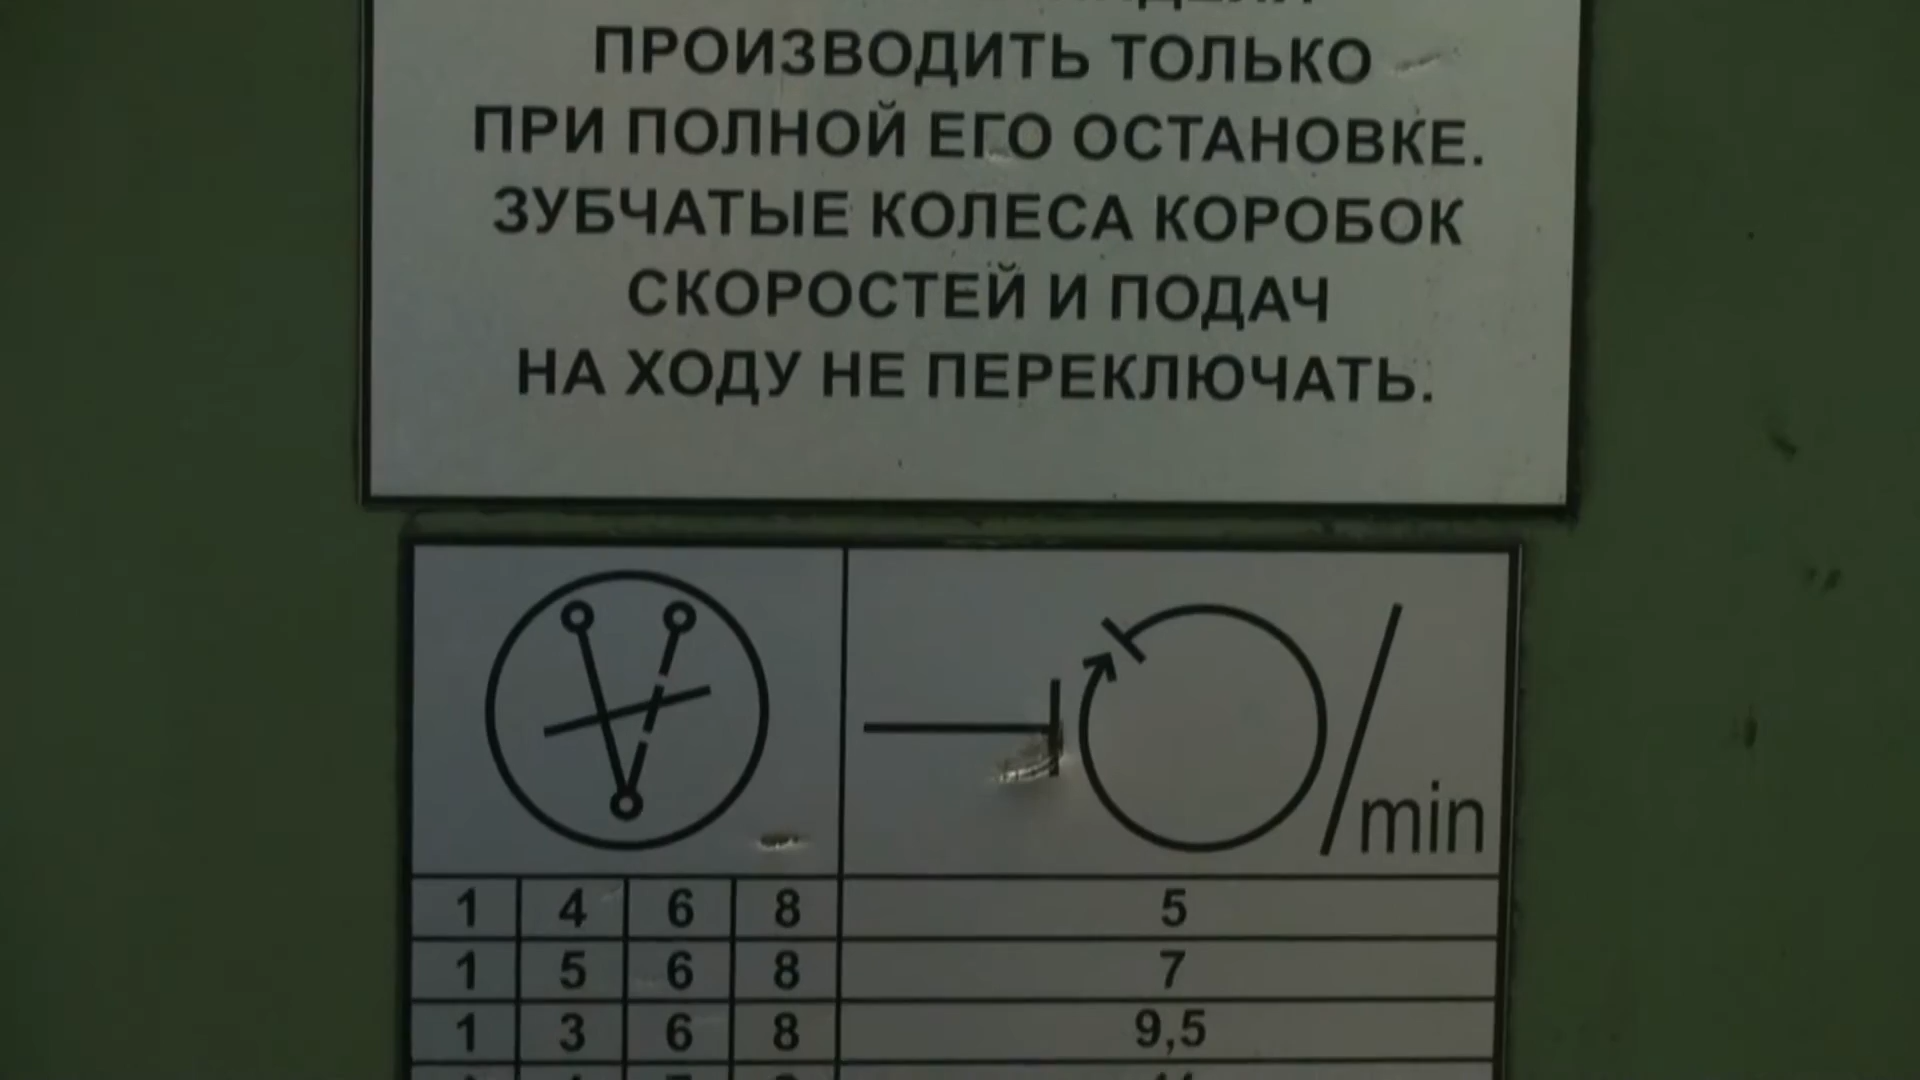 ПРОИЗВОДИТЬ ТОЛЬКО
ПРИ ПОЛНОЙ ЕГО ОСТАНОВКЕ.
ЗУБЧАТЫЕ КОЛЕСА КОРОБОК
СКОРОСТЕЙ И ПОДАЧ
НА ХОДУ НЕ ПЕРЕКЛЮЧАТЬ.
/min
1 4 6 8 5
1 5 6 8 7
1 3 6 8 9,5